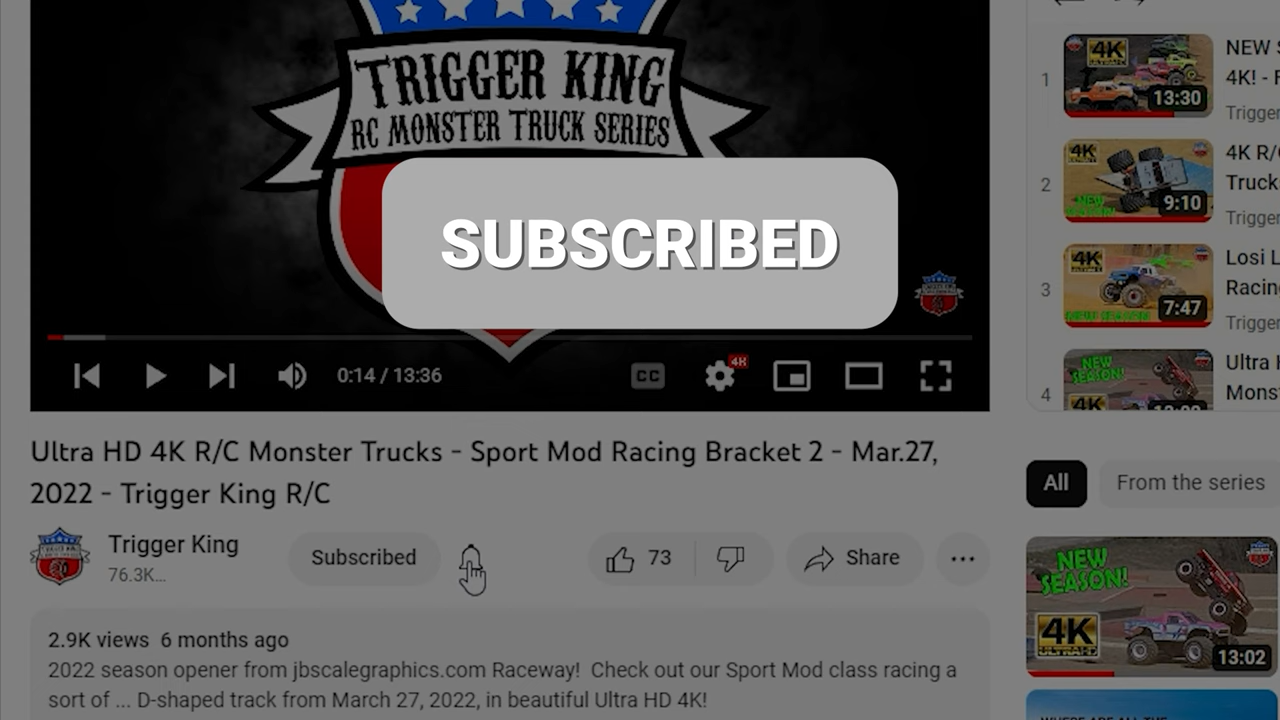 TRIGGER KING
RC MONSTER TRUCK SERIES
SUBSCRIBED
0:14 / 13:36
CC
4K
Ultra HD 4K R/C Monster Trucks - Sport Mod Racing Bracket 2 - Mar.27,
2022 - Trigger King R/C
Trigger King
76.3K...
Subscribed
73
Share
2.9K views 6 months ago
2022 season opener from jbscalegraphics.com Raceway! Check out our Sport Mod class racing a
sort of ... D-shaped track from March 27, 2022, in beautiful Ultra HD 4K!
1
4K
13:30
NEW
4K! - F
Trigger
2
4K
NEW
9:10
4K R/C
Truck
Trigger
3
4K
NEW SEASON!
7:47
Losi L
Racin
Trigger
4
NEW
SEASON!
4K
Ultra H
Mons
All
From the series
NEW
SEASON!
4K
ULTRA HD
13:02